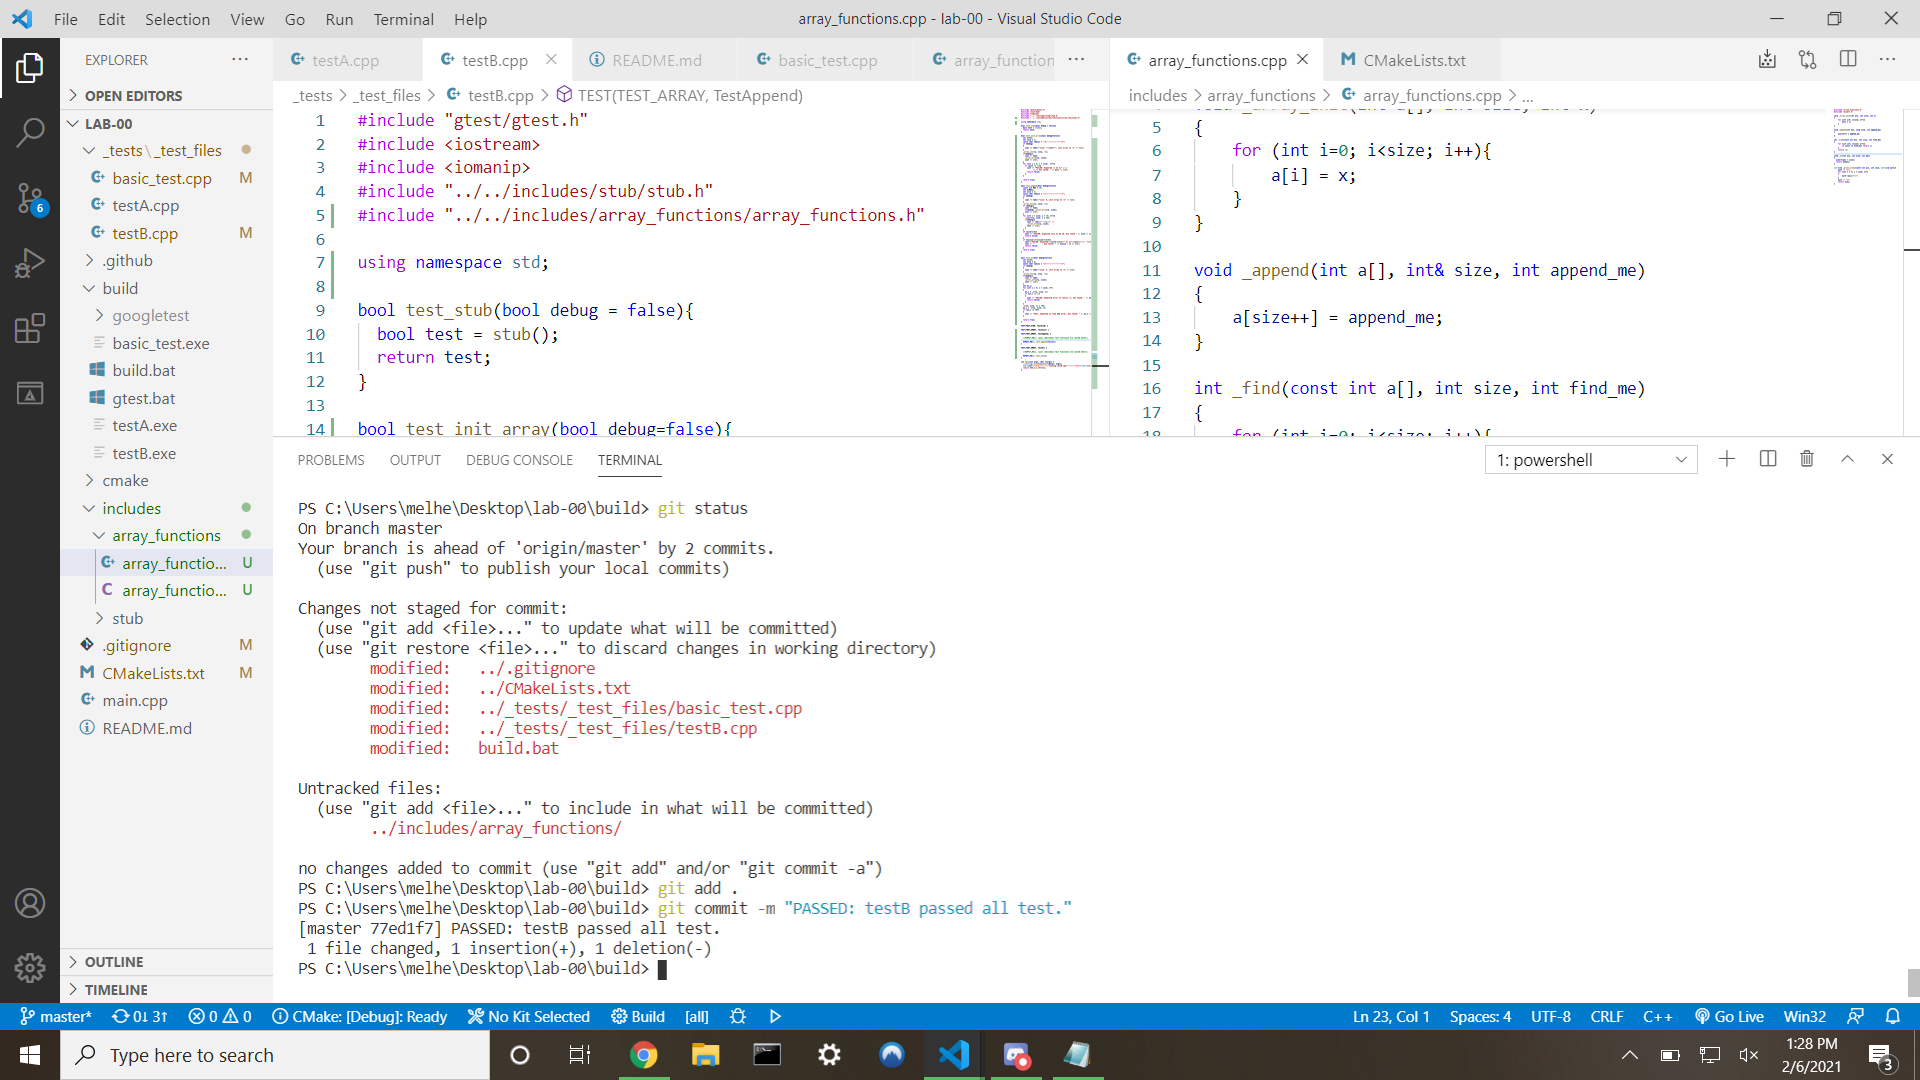 File Edit Selection View Go Run Terminal Help
array_functions.cpp - lab-00 - Visual Studio Code
EXPLORER
OPEN EDITORS
LAB-00
_tests\_test_files
basic_test.cpp M
testA.cpp
testB.cpp M
.github
build
googletest
basic_test.exe
build.bat
gtest.bat
testA.exe
testB.exe
cmake
includes
array_functions
array_functio... U
array_functio... U
stub
.gitignore M
CMakeLists.txt M
main.cpp
README.md
OUTLINE
TIMELINE
6
testA.cpp testB.cpp README.md basic_test.cpp array_function
_tests > _test_files > testB.cpp > TEST(TEST_ARRAY, TestAppend)
1 #include "gtest/gtest.h"
2 #include <iostream>
3 #include <iomanip>
4 #include "../../includes/stub/stub.h"
5 #include "../../includes/array_functions/array_functions.h"
6
7 using namespace std;
8
9 bool test_stub(bool debug = false){
10 bool test = stub();
11 return test;
12 }
13
14 bool test_init_array(bool debug=false){
array_functions.cpp CMakeLists.txt
includes > array_functions > array_functions.cpp > ...
5 {
6 for (int i=0; i<size; i++){
7 a[i] = x;
8 }
9 }
10
11 void _append(int a[], int& size, int append_me)
12 {
13 a[size++] = append_me;
14 }
15
16 int _find(const int a[], int size, int find_me)
17 {
18 for (int i=0; i<size; i++){
PROBLEMS OUTPUT DEBUG CONSOLE TERMINAL
1: powershell
PS C:\Users\melhe\Desktop\lab-00\build> git status
On branch master
Your branch is ahead of 'origin/master' by 2 commits.
(use "git push" to publish your local commits)
Changes not staged for commit:
(use "git add <file>..." to update what will be committed)
(use "git restore <file>..." to discard changes in working directory)
modified: ../.gitignore
modified: ../CMakeLists.txt
modified: ../_tests/_test_files/basic_test.cpp
modified: ../_tests/_test_files/testB.cpp
modified: build.bat
Untracked files:
(use "git add <file>..." to include in what will be committed)
../includes/array_functions/
no changes added to commit (use "git add" and/or "git commit -a")
PS C:\Users\melhe\Desktop\lab-00\build> git add .
PS C:\Users\melhe\Desktop\lab-00\build> git commit -m "PASSED: testB passed all test."
[master 77ed1f7] PASSED: testB passed all test.
1 file changed, 1 insertion(+), 1 deletion(-)
PS C:\Users\melhe\Desktop\lab-00\build>
master* 0↓ 3↑ 0 0 CMake: [Debug]: Ready No Kit Selected Build [all]
Ln 23, Col 1 Spaces: 4 UTF-8 CRLF C++ Go Live Win32
Type here to search
1:28 PM
2/6/2021
3